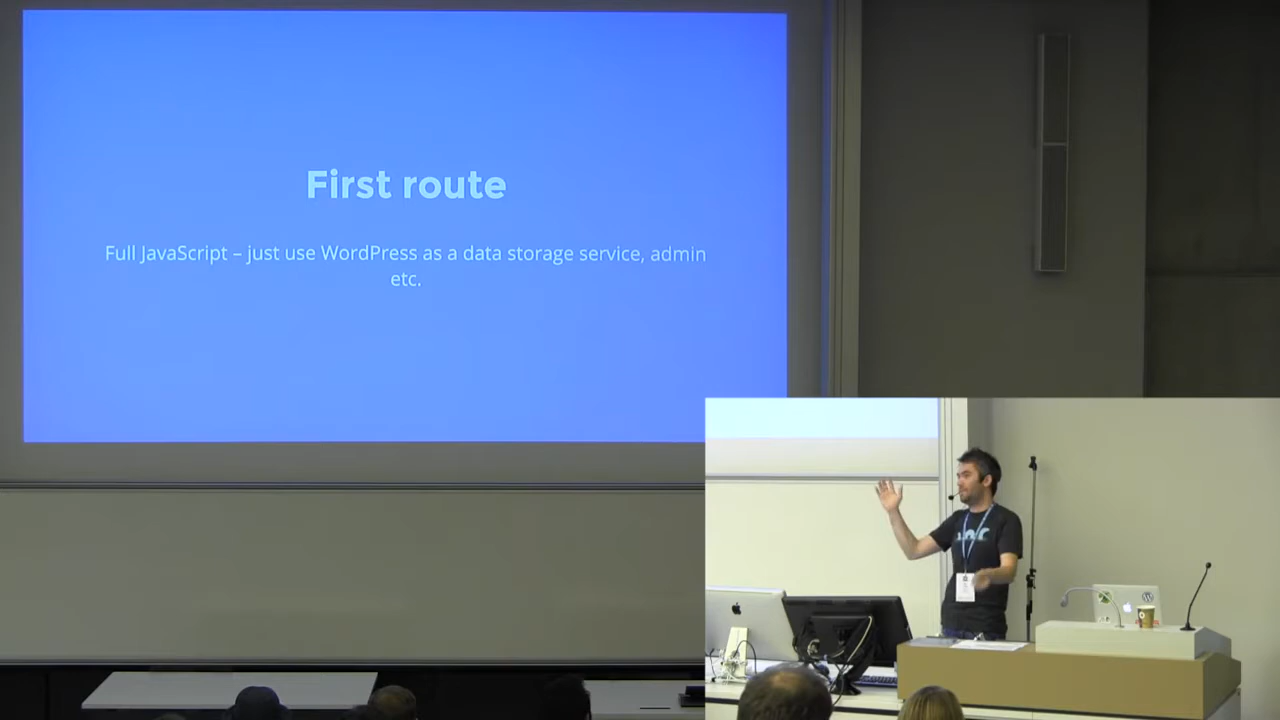 First route
Full JavaScript – just use WordPress as a data storage service, admin
etc.